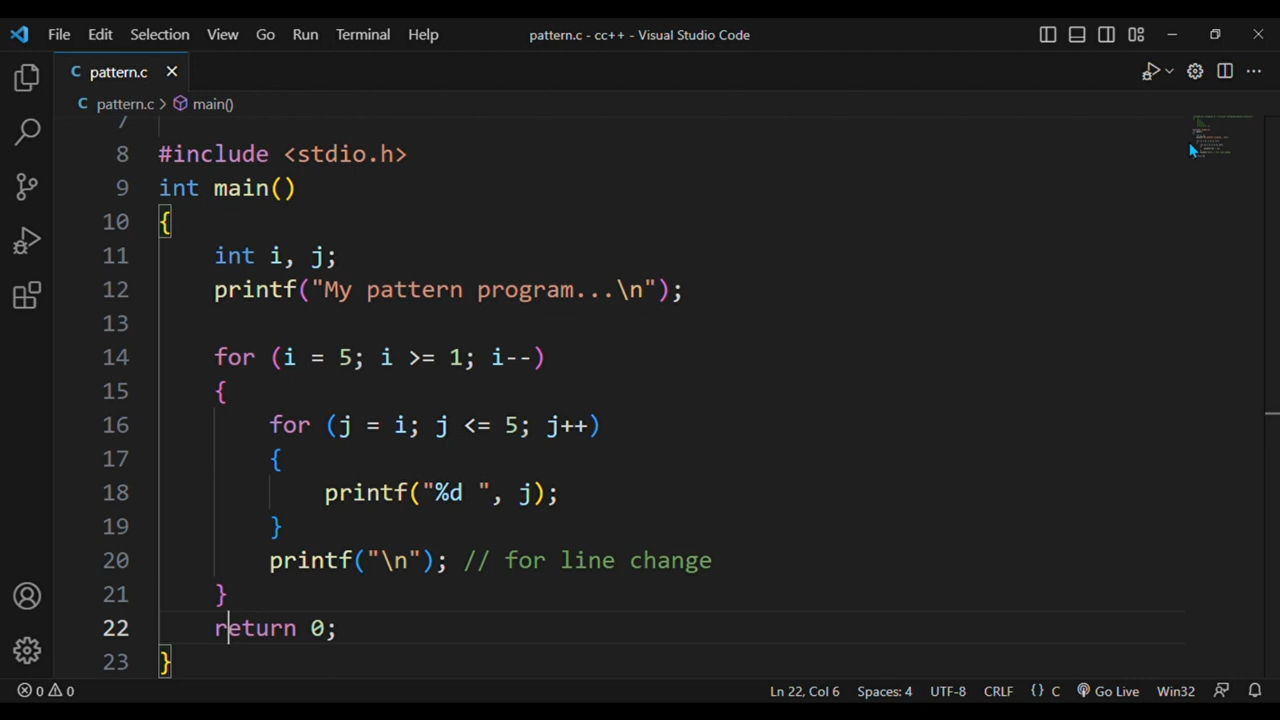 File Edit Selection View Go Run Terminal Help pattern.c - cc++ - Visual Studio Code
C pattern.c
C pattern.c > main()
7
8 #include <stdio.h>
9 int main()
10 {
11 int i, j;
12 printf("My pattern program...\n");
13
14 for (i = 5; i >= 1; i--)
15 {
16 for (j = i; j <= 5; j++)
17 {
18 printf("%d ", j);
19 }
20 printf("\n"); // for line change
21 }
22 return 0;
23 }
0 0 Ln 22, Col 6 Spaces: 4 UTF-8 CRLF {} C Go Live Win32